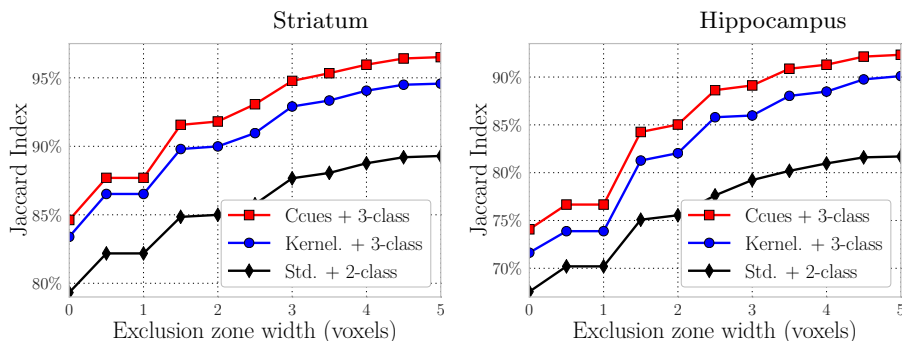 Striatum
Jaccard Index
95%
90%
85%
80%
Ccues + 3-class
Kernel. + 3-class
Std. + 2-class
0 1 2 3 4 5
Exclusion zone width (voxels)
Hippocampus
Jaccard Index
90%
85%
80%
75%
70%
Ccues + 3-class
Kernel. + 3-class
Std. + 2-class
0 1 2 3 4 5
Exclusion zone width (voxels)